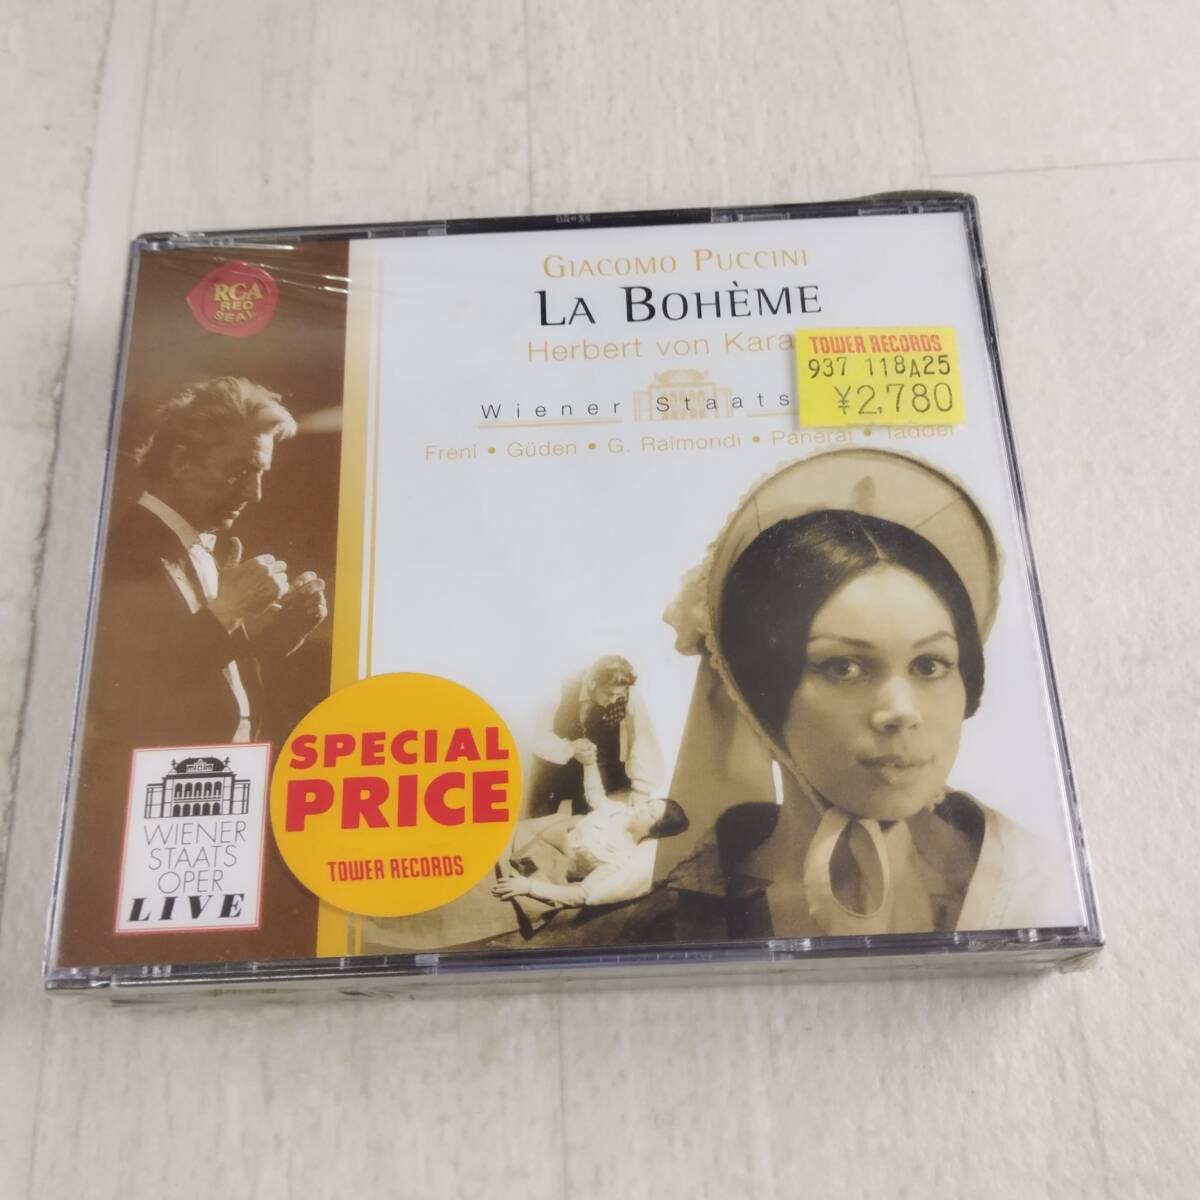 RCA
RED
SEAL
GIACOMO PUCCINI
LA BOHÈME
Herbert von Kara
TOWER RECORDS
937 118A25
¥2,780
Wiener Staats
Freni • Güden • G. Raimondi • Panerai • Taddei
SPECIAL
PRICE
TOWER RECORDS
WIENER
STAATS
OPER
LIVE